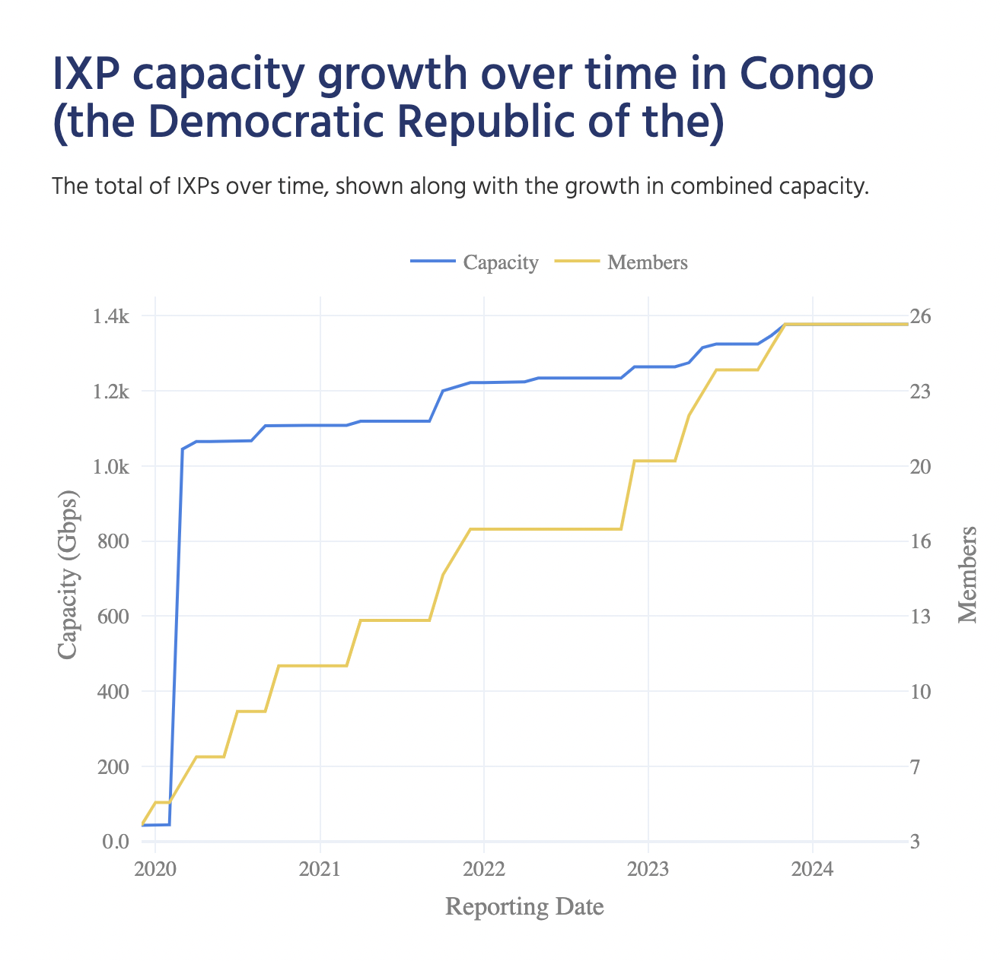 IXP capacity growth over time in Congo
(the Democratic Republic of the)
The total of IXPs over time, shown along with the growth in combined capacity.
Capacity
Members
1.4k
1.2k
1.0k
800
600
400
200
0.0
Capacity (Gbps)
26
23
20
16
13
10
7
3
Members
2020
2021
2022
2023
2024
Reporting Date